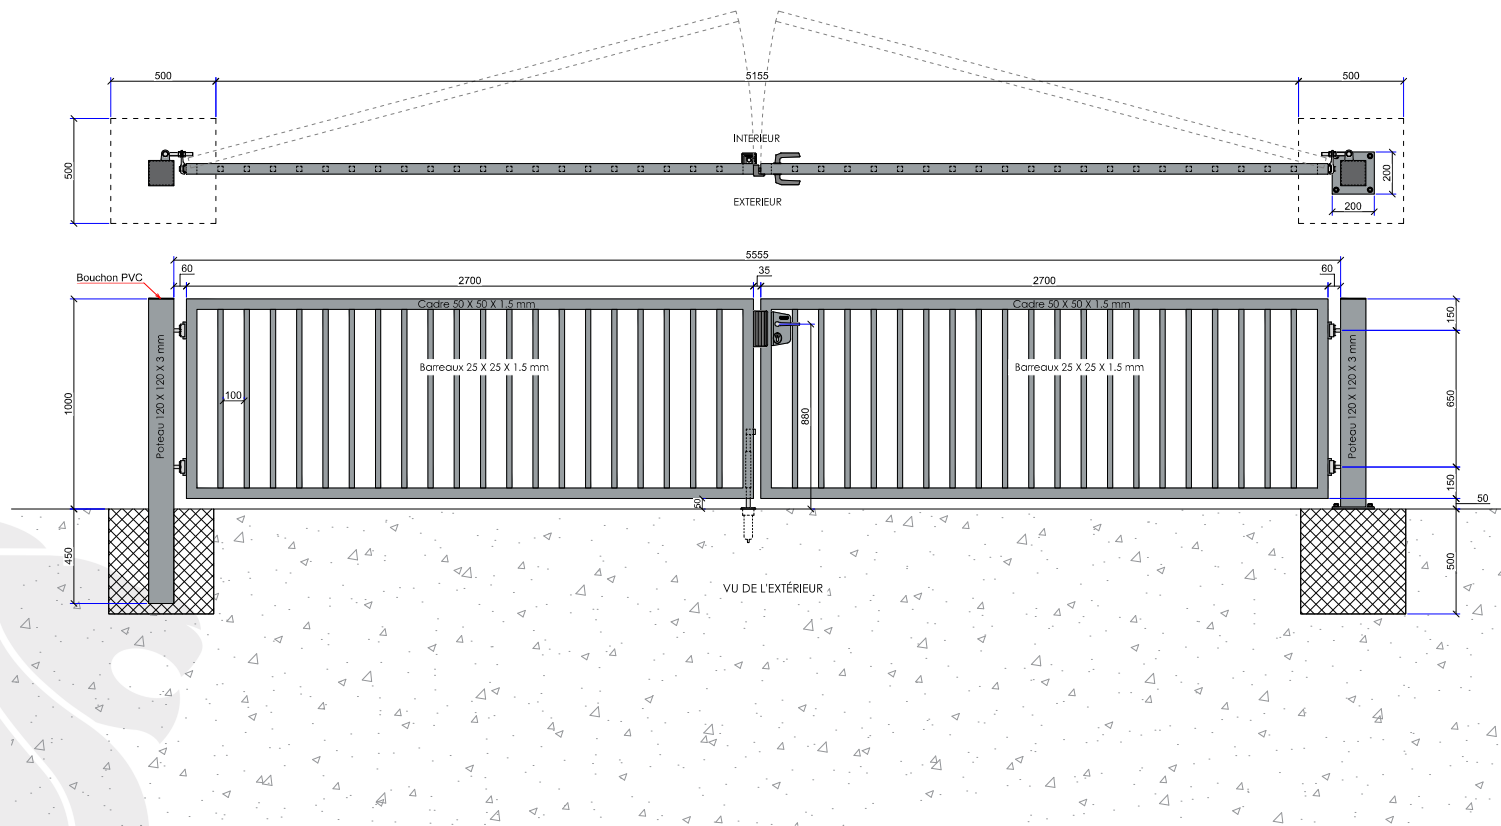 500
5155
500
INTERIEUR
500
200
EXTERIEUR
200
5555
Bouchon PVC
60
2700
35
2700
60
Cadre 50 X 50 X 1.5 mm
Cadre 50 X 50 X 1.5 mm
150
Poteau 120 X 120 X 3 mm
Barreaux 25 X 25 X 1.5 mm
Barreaux 25 X 25 X 1.5 mm
Poteau 120 X 120 X 3 mm
100
1000
880
650
150
50
50
450
500
VU DE L'EXTÉRIEUR